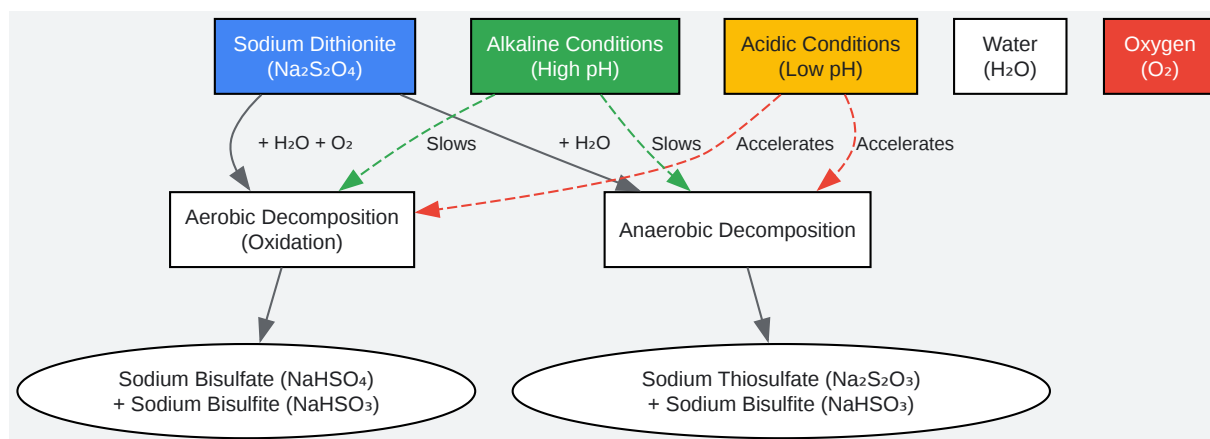 Sodium Dithionite
(Na₂S₂O₄)
Alkaline Conditions
(High pH)
Acidic Conditions
(Low pH)
Water
(H₂O)
Oxygen
(O₂)
+ H₂O + O₂
Slows
+ H₂O
Slows
Accelerates
Accelerates
Aerobic Decomposition
(Oxidation)
Anaerobic Decomposition
Sodium Bisulfate (NaHSO₄)
+ Sodium Bisulfite (NaHSO₃)
Sodium Thiosulfate (Na₂S₂O₃)
+ Sodium Bisulfite (NaHSO₃)